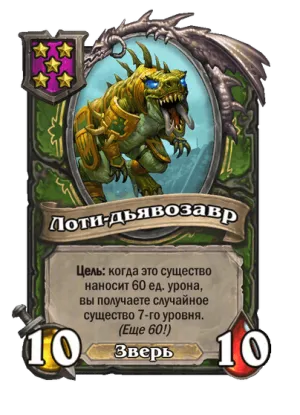 Лоти-дьявозавр
Цель: когда это существо
наносит 60 ед. урона,
вы получаете случайное
существо 7-го уровня.
(Еще 60!)
10
Зверь
10